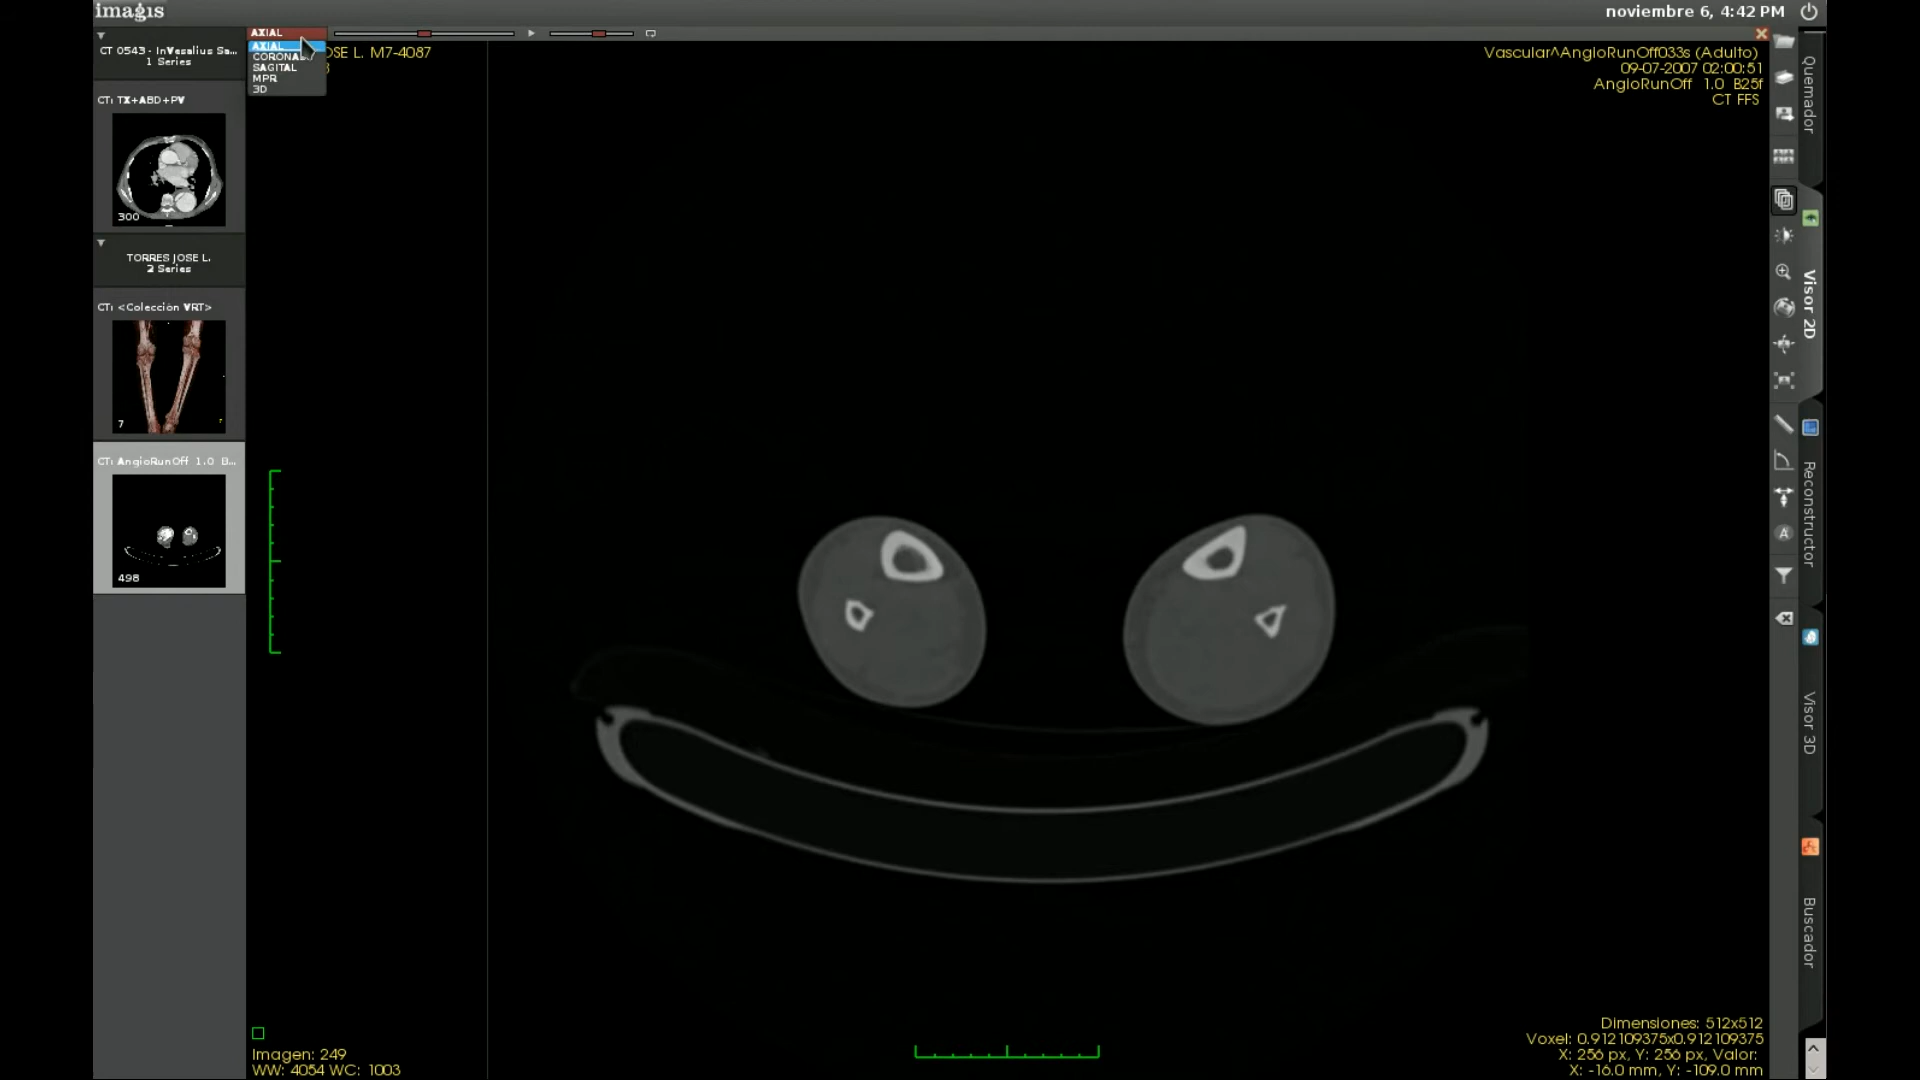 imagis
noviembre 6, 4:42 PM
CT 0543 - InVesalius Sa...
1 Series
CT: TX+ABD+PV
300
TORRES JOSE L.
2 Series
CT: <Colección VRT>
7
CT: AngioRunOff 1.0 B...
498
AXIAL
AXIAL
CORONAL
SAGITAL
MPR
3D
OSE L. M7-4087
Vascular^AngioRunOff033s (Adulto)
09-07-2007 02:00:51
AngioRunOff 1.0 B25f
CT FFS
Quemador
Visor 2D
Reconstructor
Visor 3D
Buscador
A
Imagen: 249
WW: 4054 WC: 1003
Dimensiones: 512x512
Voxel: 0.912109375x0.912109375
X: 256 px, Y: 256 px, Valor:
X: -16.0 mm, Y: -109.0 mm